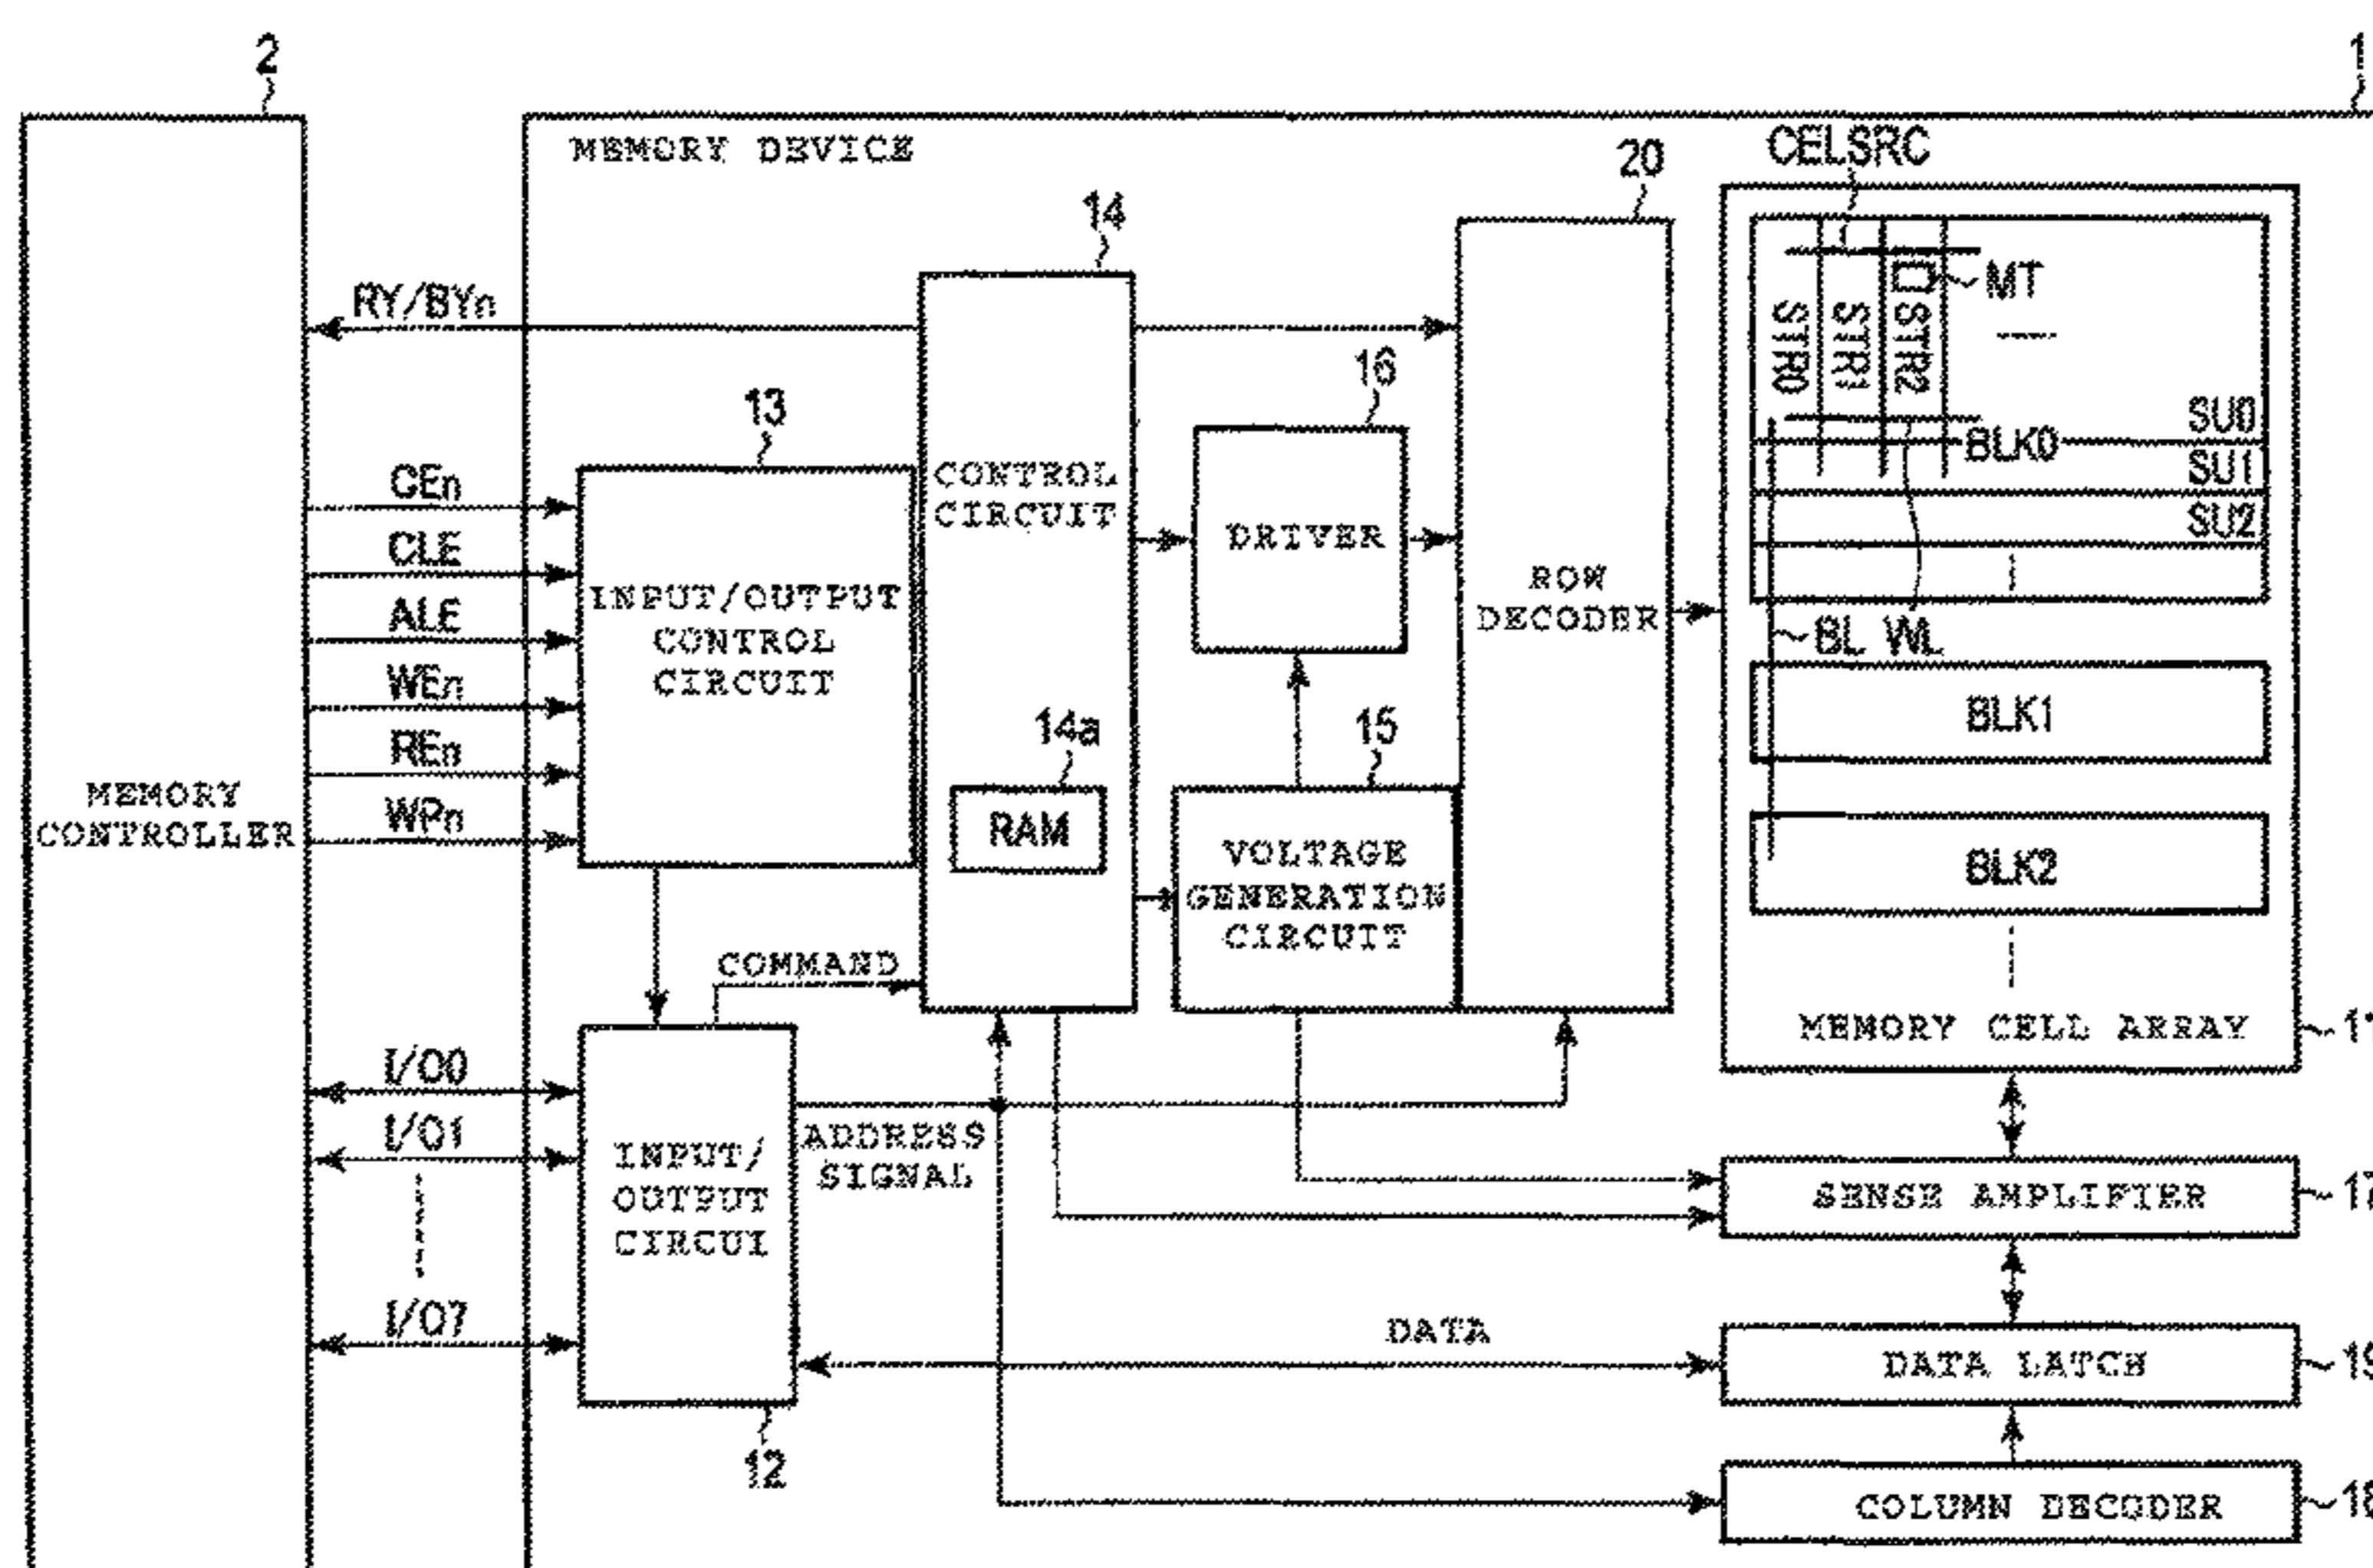 2
1
MEMORY DEVICE
CELSRC
20
14
RY/BYn
MT
STR0
STR1
STR2
16
13
SU0
BLK0
SU1
SU2
CEn
CONTROL
CIRCUIT
DRIVER
CLE
INPUT/OUTPUT
CONTROL
CIRCUIT
ROW
DECODER
ALE
BL WL
WEn
14a
15
BLK1
REn
MEMORY
CONTROLLER
WPn
RAM
VOLTAGE
GENERATION
CIRCUIT
BLK2
COMMAND
MEMORY CELL ARRAY
I/O0
I/O1
ADDRESS
SIGNAL
INPUT/
OUTPUT
CIRCUI
SENSE AMPLIFIER
17
I/O7
DATA
DATA LATCH
19
12
COLUMN DECODER